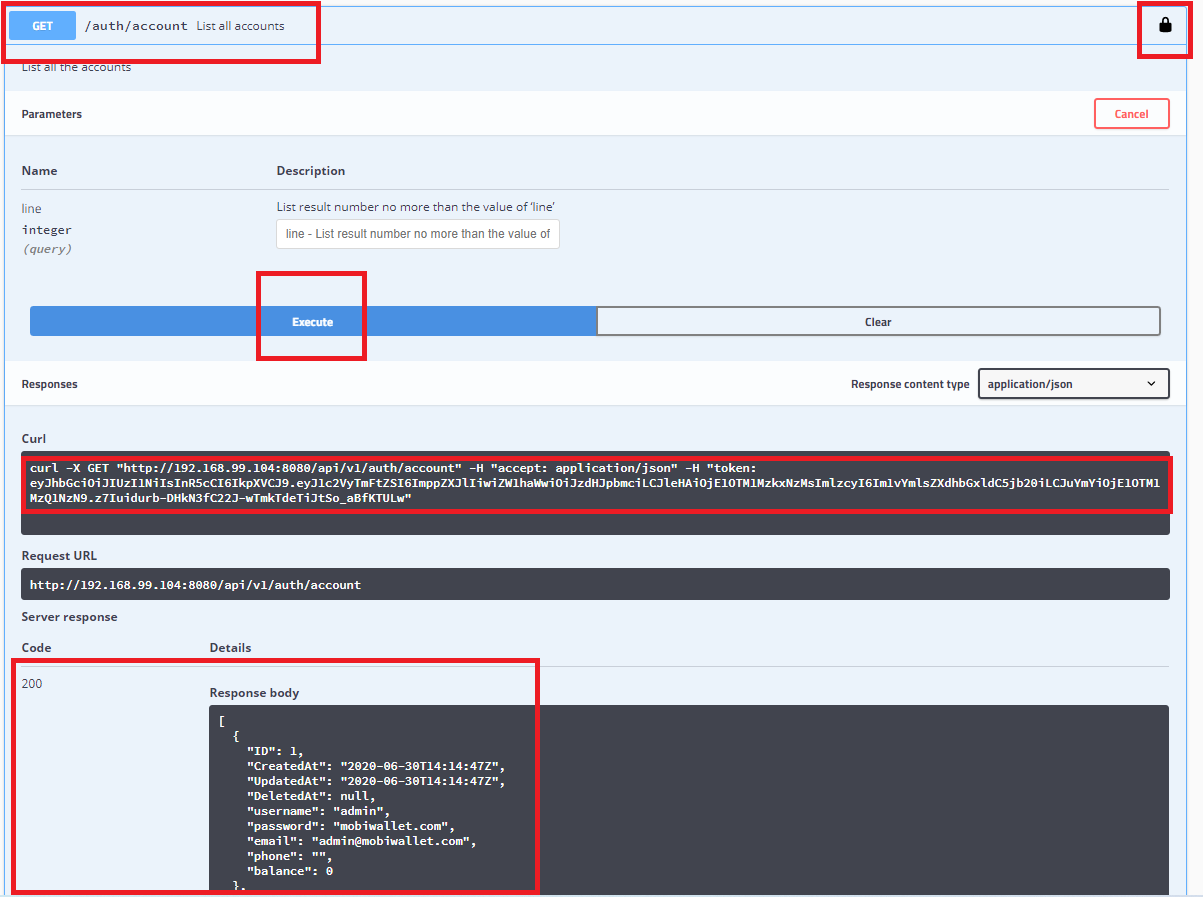 GET /auth/account List all accounts
List all the accounts
Parameters
Cancel
Name Description
line List result number no more than the value of 'line'
integer
(query)
line - List result number no more than the value of
Execute Clear
Responses Response content type application/json
Curl
curl -X GET "http://192.168.99.104:8080/api/v1/auth/account" -H "accept: application/json" -H "token:
eyJhbGciOiJIUzI1NiIsInR5cCI6IkpXVCJ9.eyJ1c2VyTmFtZSI6ImppZXJlIiwiZW1haWwiOiJzdHJpbmciLCJleHAiOjE1OTM1MzkxNzMsImlzcyI6Im1vYmlsZXdhbGxldC5jb20iLCJuYmYiOjE1OTM1
MzQ1NzN9.z7Iuidurb-DHkN3fC22J-wTmkTdeTiJtSo_aBfKTULw"
Request URL
http://192.168.99.104:8080/api/v1/auth/account
Server response
Code Details
200
Response body
[
{
"ID": 1,
"CreatedAt": "2020-06-30T14:14:47Z",
"UpdatedAt": "2020-06-30T14:14:47Z",
"DeletedAt": null,
"username": "admin",
"password": "mobiwallet.com",
"email": "admin@mobiwallet.com",
"phone": "",
"balance": 0
},